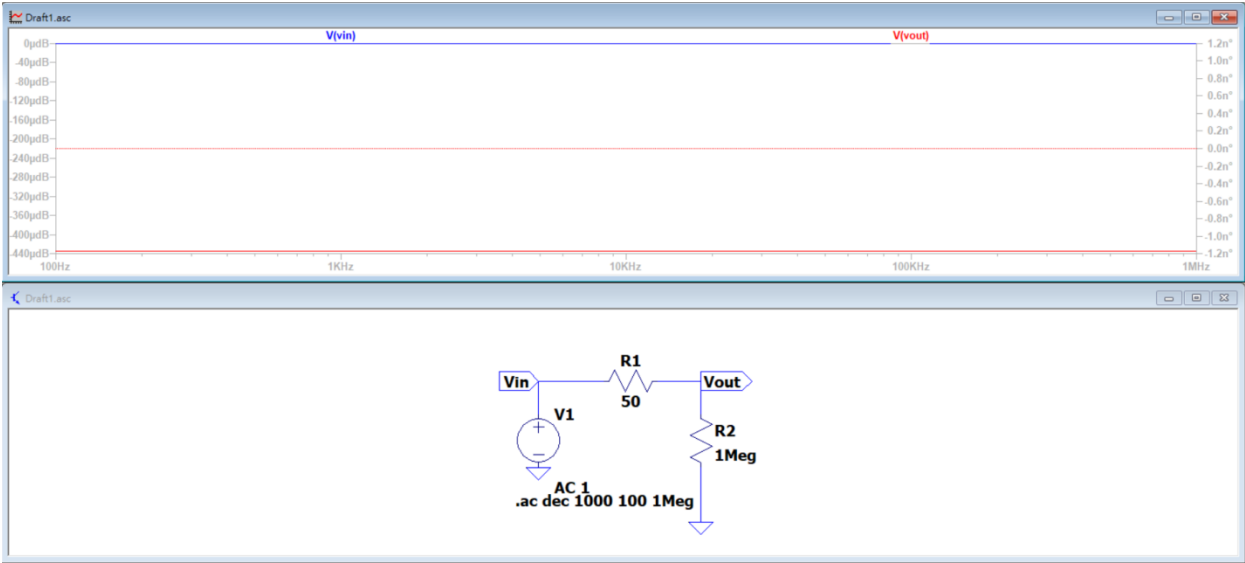 Draft1.asc
V(vin) V(vout)
0µdB 1.2n°
-40µdB 1.0n°
-80µdB 0.8n°
-120µdB 0.6n°
-160µdB 0.4n°
-200µdB 0.2n°
-240µdB 0.0n°
-280µdB -0.2n°
-320µdB -0.4n°
-360µdB -0.6n°
-400µdB -0.8n°
-440µdB -1.0n°
-1.2n°
100Hz 1KHz 10KHz 100KHz 1MHz
Draft1.asc
R1
Vin Vout
50
V1
R2
1Meg
AC 1
.ac dec 1000 100 1Meg